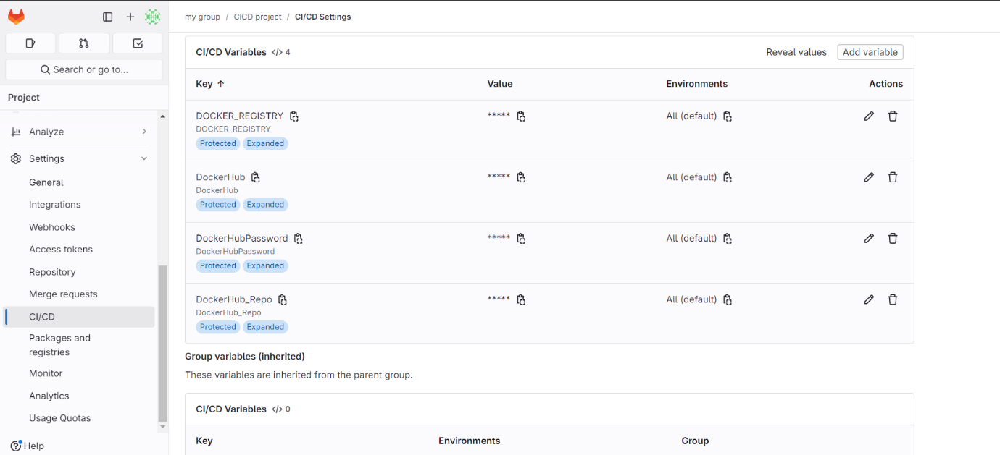 my group / CICD project / CI/CD Settings
Search or go to...
Project
Analyze
Settings
General
Integrations
Webhooks
Access tokens
Repository
Merge requests
CI/CD
Packages and
registries
Monitor
Analytics
Usage Quotas
Help
CI/CD Variables </> 4
Reveal values Add variable
Key ↑ Value Environments Actions
DOCKER_REGISTRY ***** All (default)
DOCKER_REGISTRY
Protected Expanded
DockerHub ***** All (default)
DockerHub
Protected Expanded
DockerHubPassword ***** All (default)
DockerHubPassword
Protected Expanded
DockerHub_Repo ***** All (default)
DockerHub_Repo
Protected Expanded
Group variables (inherited)
These variables are inherited from the parent group.
CI/CD Variables </> 0
Key Environments Group